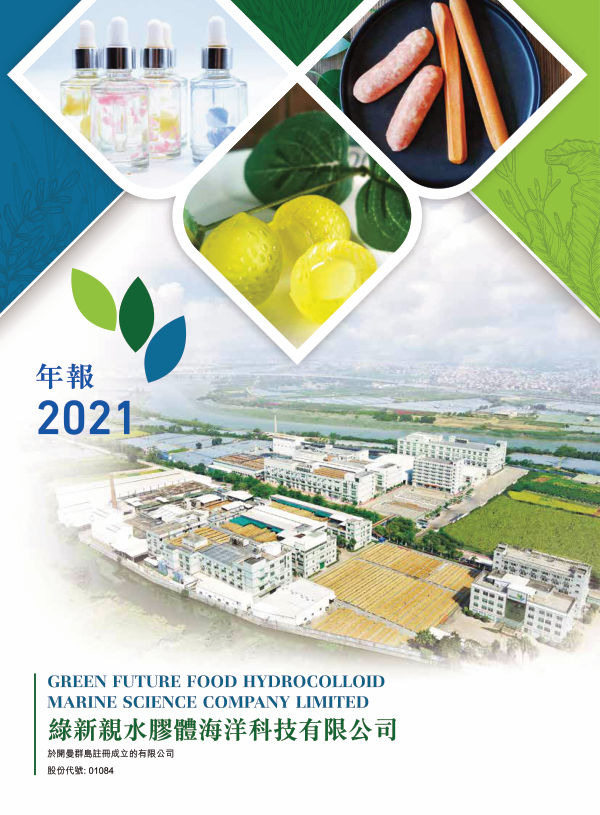 年報
2021
GREEN FUTURE FOOD HYDROCOLLOID
MARINE SCIENCE COMPANY LIMITED
綠新親水膠體海洋科技有限公司
於開曼群島註冊成立的有限公司
股份代號: 01084